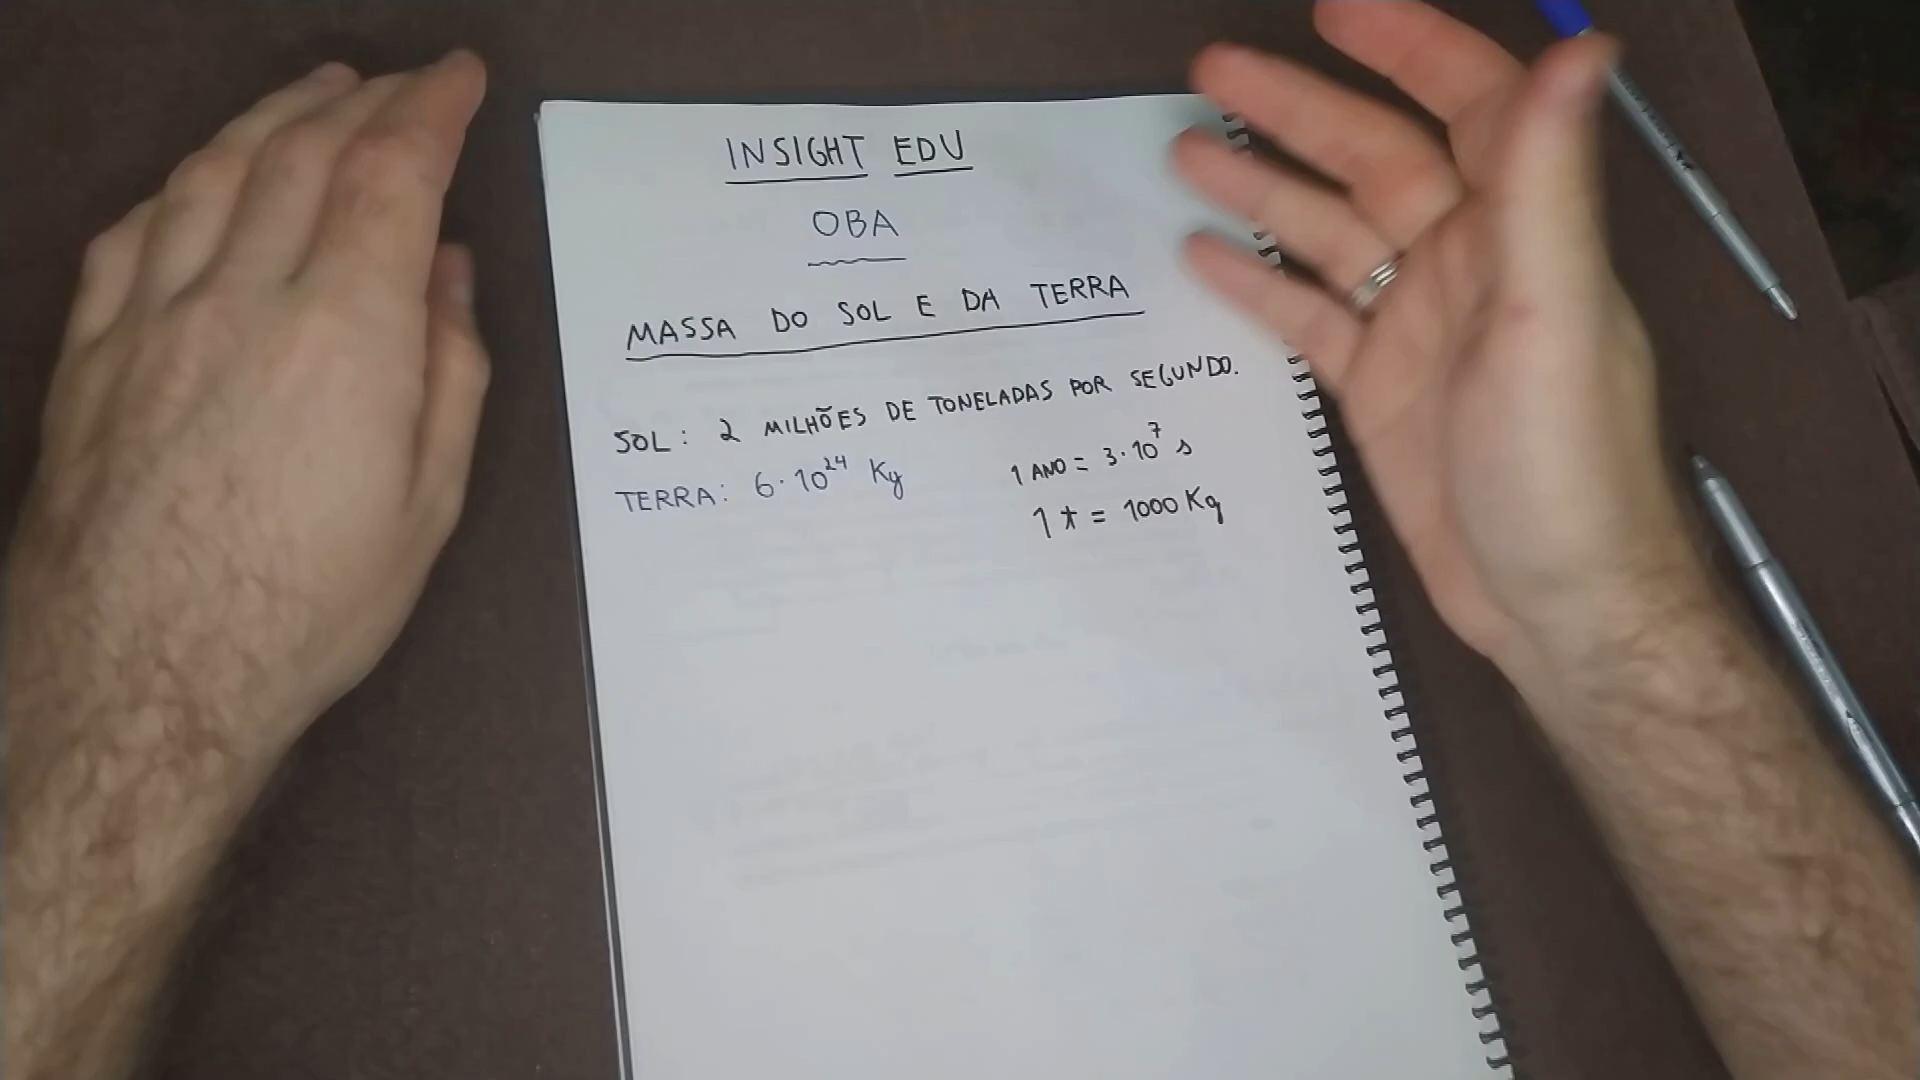 INSIGHT EDU
OBA
MASSA DO SOL E DA TERRA
SOL: 2 MILHÕES DE TONELADAS POR SEGUNDO.
TERRA: 6·10²⁴ Kg
1 ANO = 3·10⁷ s
1 t = 1000 Kg